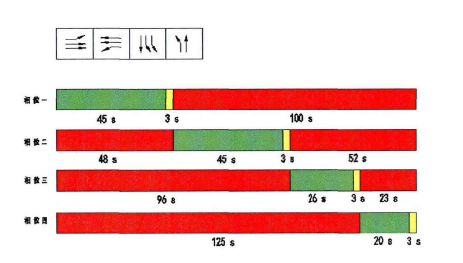 相位一
45 s 3 s 100 s
相位二
48 s 45 s 3 s 52 s
相位三
96 s 26 s 3 s 23 s
相位四
125 s 20 s 3 s